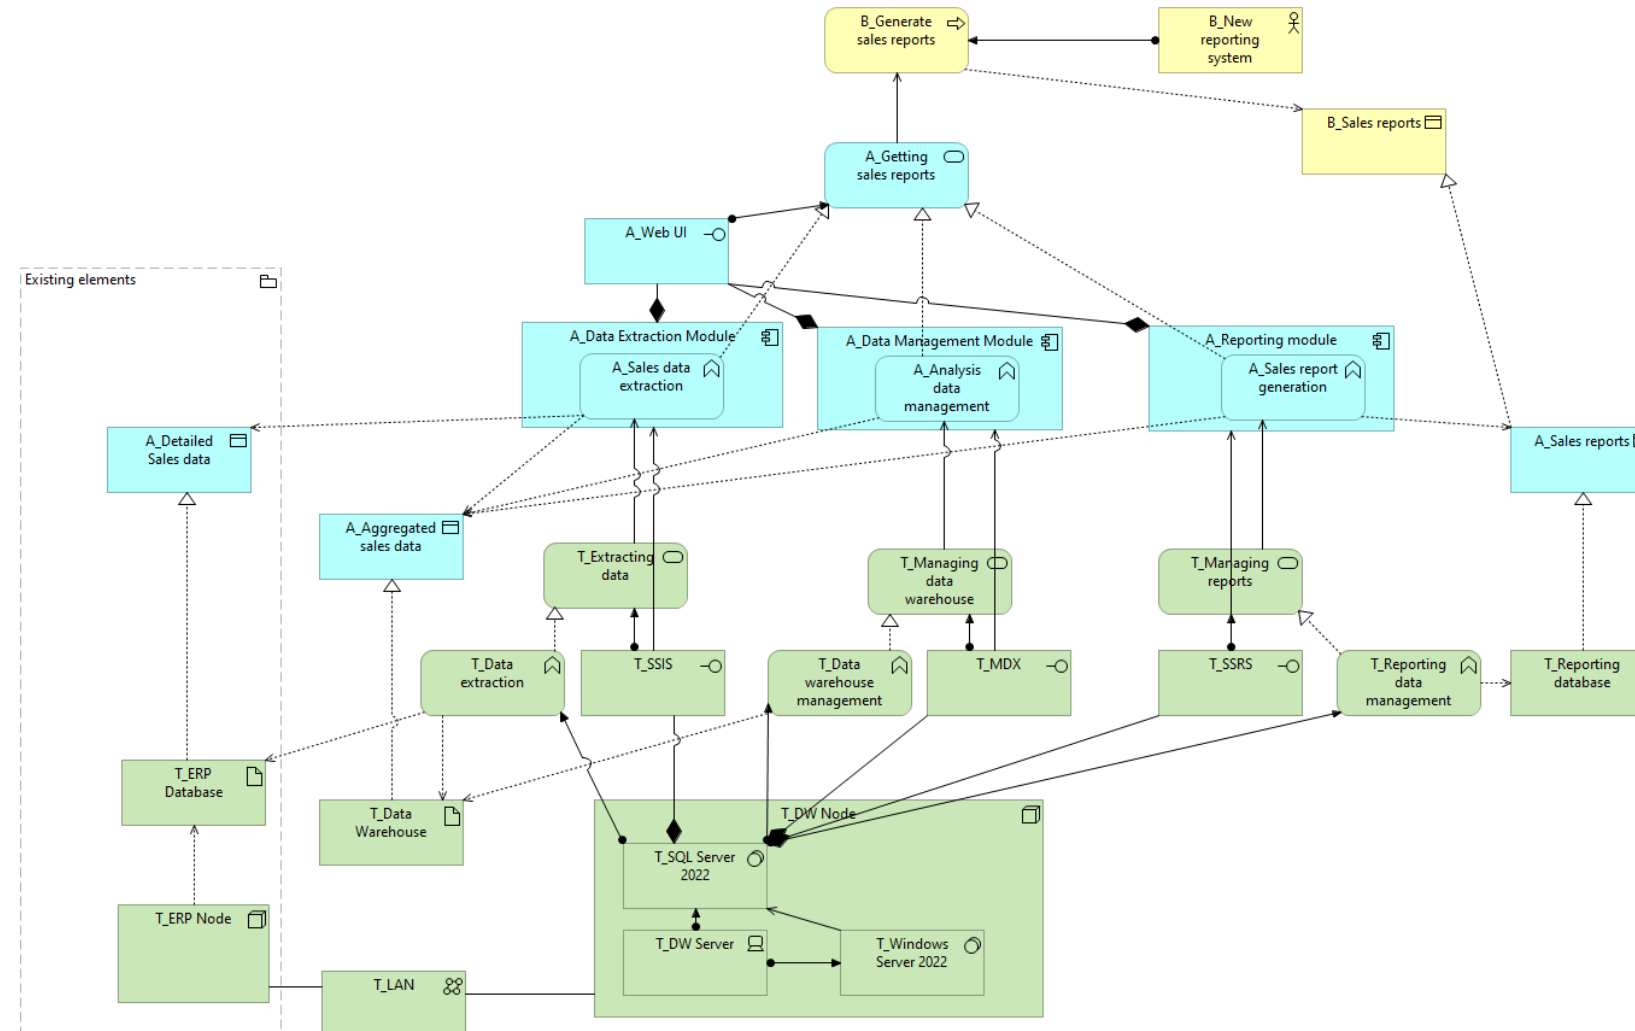 B_Generate
sales reports
B_New
reporting
system
B_Sales reports
A_Getting
sales reports
A_Web UI
Existing elements
A_Data Extraction Module
A_Sales data
extraction
A_Data Management Module
A_Analysis
data
management
A_Reporting module
A_Sales report
generation
A_Detailed
Sales data
A_Sales reports
A_Aggregated
sales data
T_Extracting
data
T_Managing
data
warehouse
T_Managing
reports
T_Data
extraction
T_SSIS
T_Data
warehouse
management
T_MDX
T_SSRS
T_Reporting
data
management
T_Reporting
database
T_ERP
Database
T_Data
Warehouse
T_DW Node
T_SQL Server
2022
T_ERP Node
T_DW Server
T_Windows
Server 2022
T_LAN